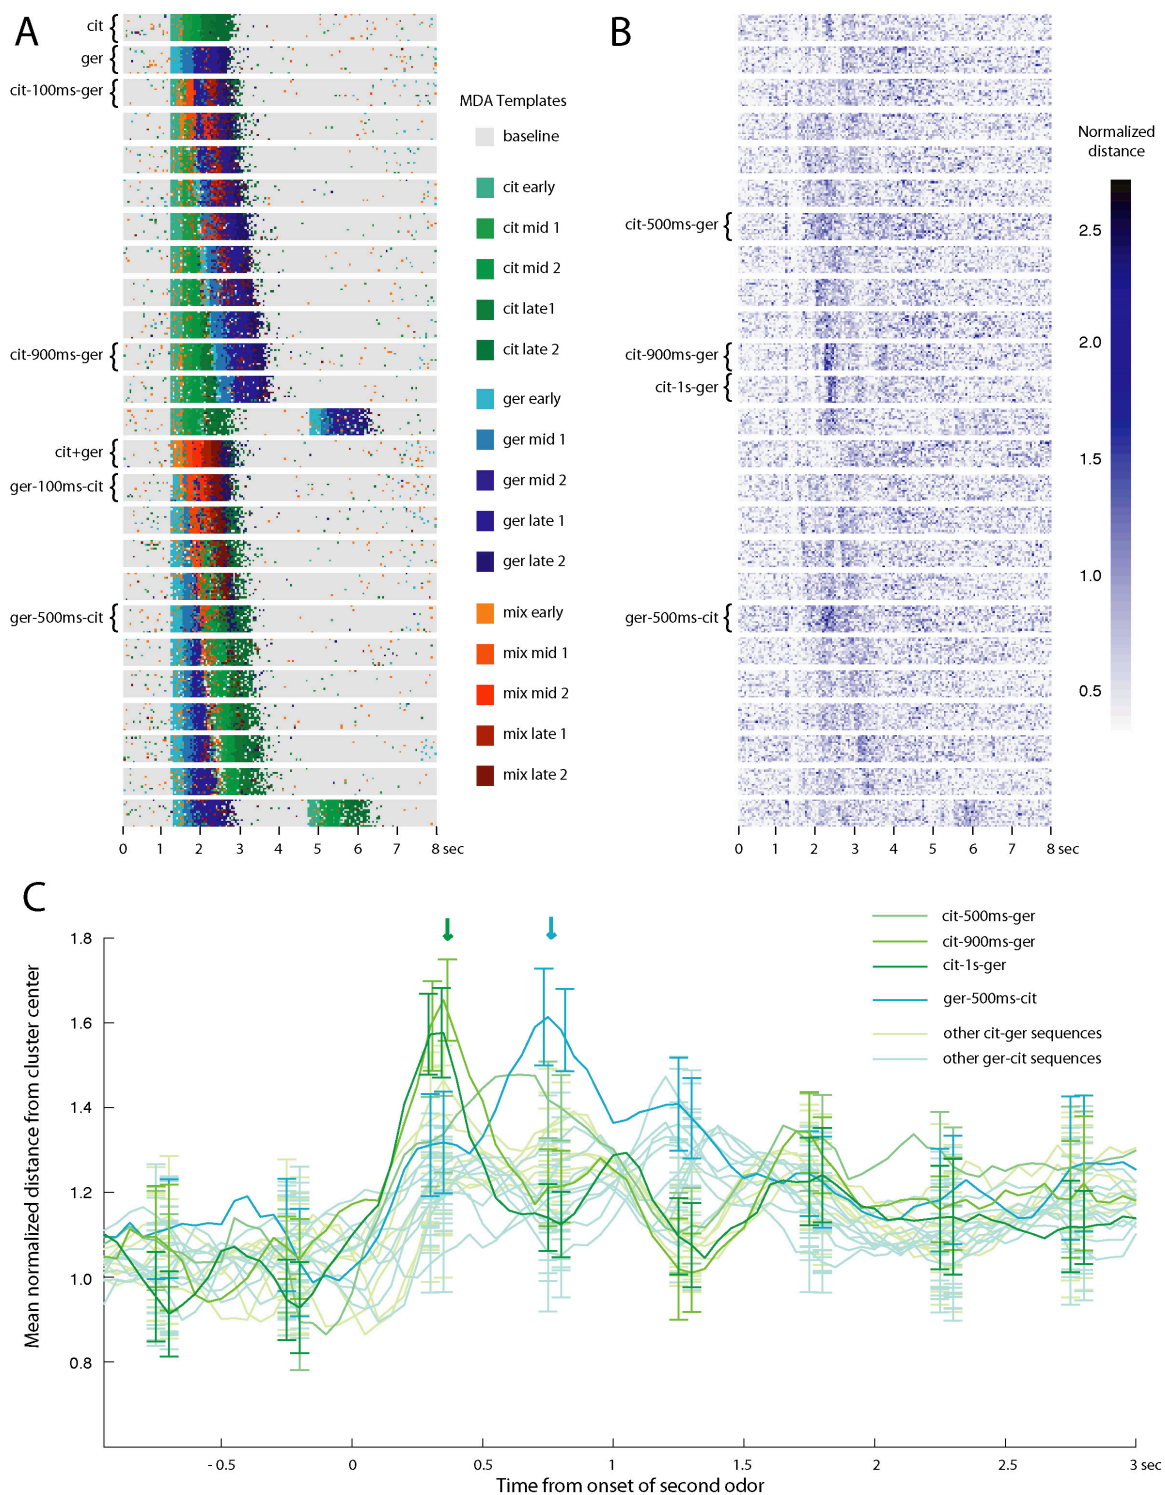 A
B
cit
ger
cit-100ms-ger
cit-900ms-ger
cit+ger
ger-100ms-cit
ger-500ms-cit
0 1 2 3 4 5 6 7 8 sec
MDA Templates
baseline
cit early
cit mid 1
cit mid 2
cit late1
cit late 2
ger early
ger mid 1
ger mid 2
ger late 1
ger late 2
mix early
mix mid 1
mix mid 2
mix late 1
mix late 2
cit-500ms-ger
cit-900ms-ger
cit-1s-ger
ger-500ms-cit
0 1 2 3 4 5 6 7 8 sec
Normalized
distance
2.5
2.0
1.5
1.0
0.5
C
Mean normalized distance from cluster center
1.8
1.6
1.4
1.2
1.0
0.8
cit-500ms-ger
cit-900ms-ger
cit-1s-ger
ger-500ms-cit
other cit-ger sequences
other ger-cit sequences
- 0.5 0 0.5 1 1.5 2 2.5 3 sec
Time from onset of second odor